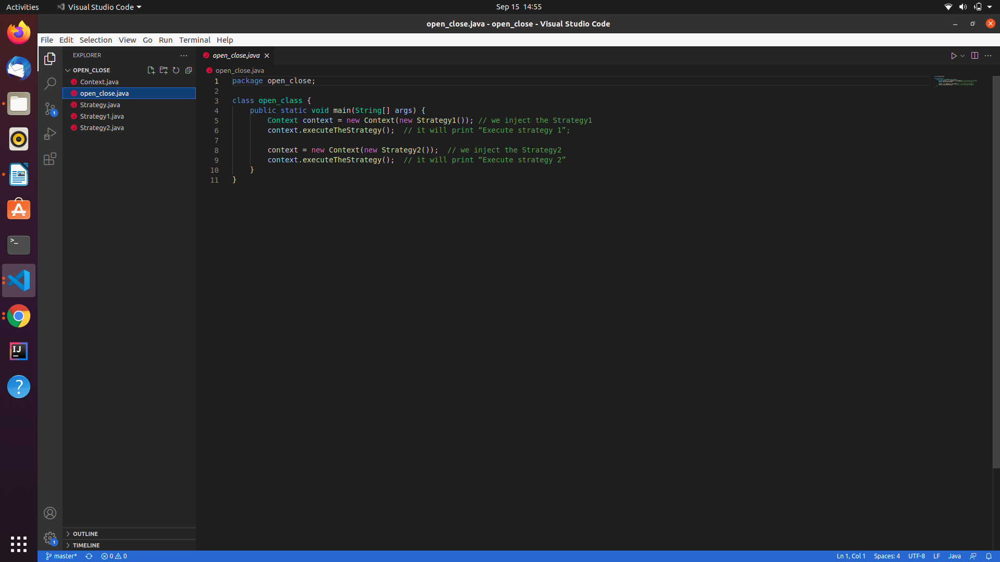 Activities Visual Studio Code Sep 15 14:55
open_close.java - open_close - Visual Studio Code
File Edit Selection View Go Run Terminal Help
EXPLORER
OPEN_CLOSE
Context.java
open_close.java
Strategy.java
Strategy1.java
Strategy2.java
OUTLINE
TIMELINE
1
1
>_
IJ
?
open_close.java
open_close.java
1 package open_close;
2
3 class open_class {
4 public static void main(String[] args) {
5 Context context = new Context(new Strategy1()); // we inject the Strategy1
6 context.executeTheStrategy();  // it will print “Execute strategy 1”;
7
8 context = new Context(new Strategy2());  // we inject the Strategy2
9 context.executeTheStrategy();  // it will print “Execute strategy 2”
10 }
11 }
master* 0 0 Ln 1, Col 1 Spaces: 4 UTF-8 LF Java